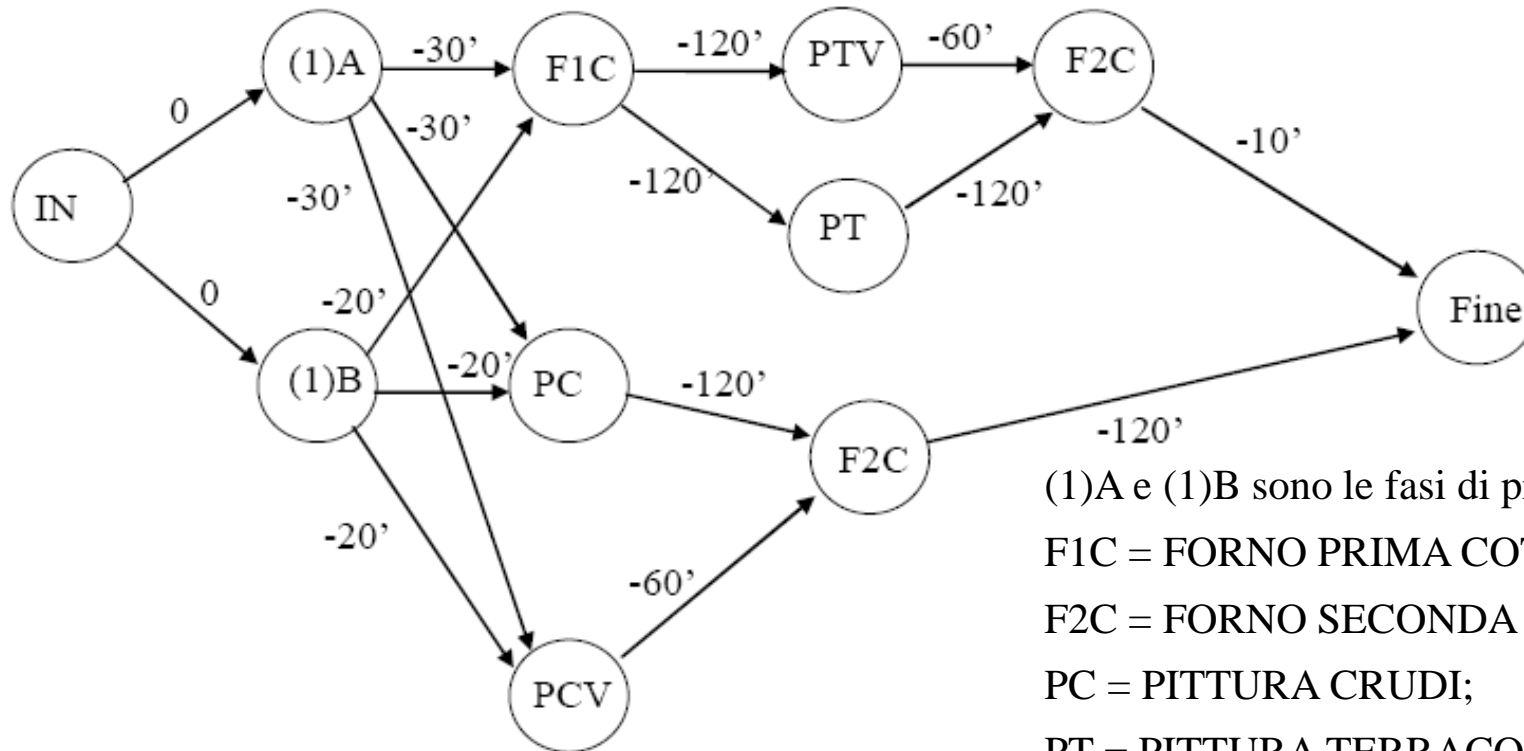 (1)A
-30’
F1C
-120’
PTV
-60’
F2C
0
-30’
-10’
IN
-30’
-120’
PT
-120’
0
-20’
Fine
(1)B
-20’
PC
-120’
F2C
-120’
-20’
-60’
PCV
(1)A e (1)B sono le fasi di
F1C = FORNO PRIMA
F2C = FORNO SECONDA
PC = PITTURA CRUDI;
PT = PITTURA